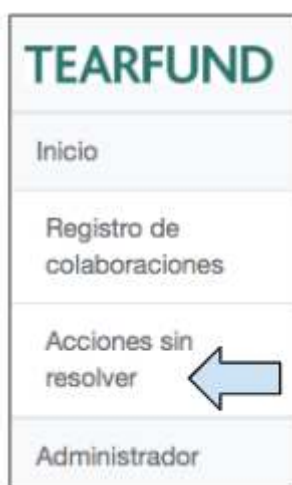 TEARFUND
Inicio
Registro de
colaboraciones
Acciones sin
resolver
Administrador